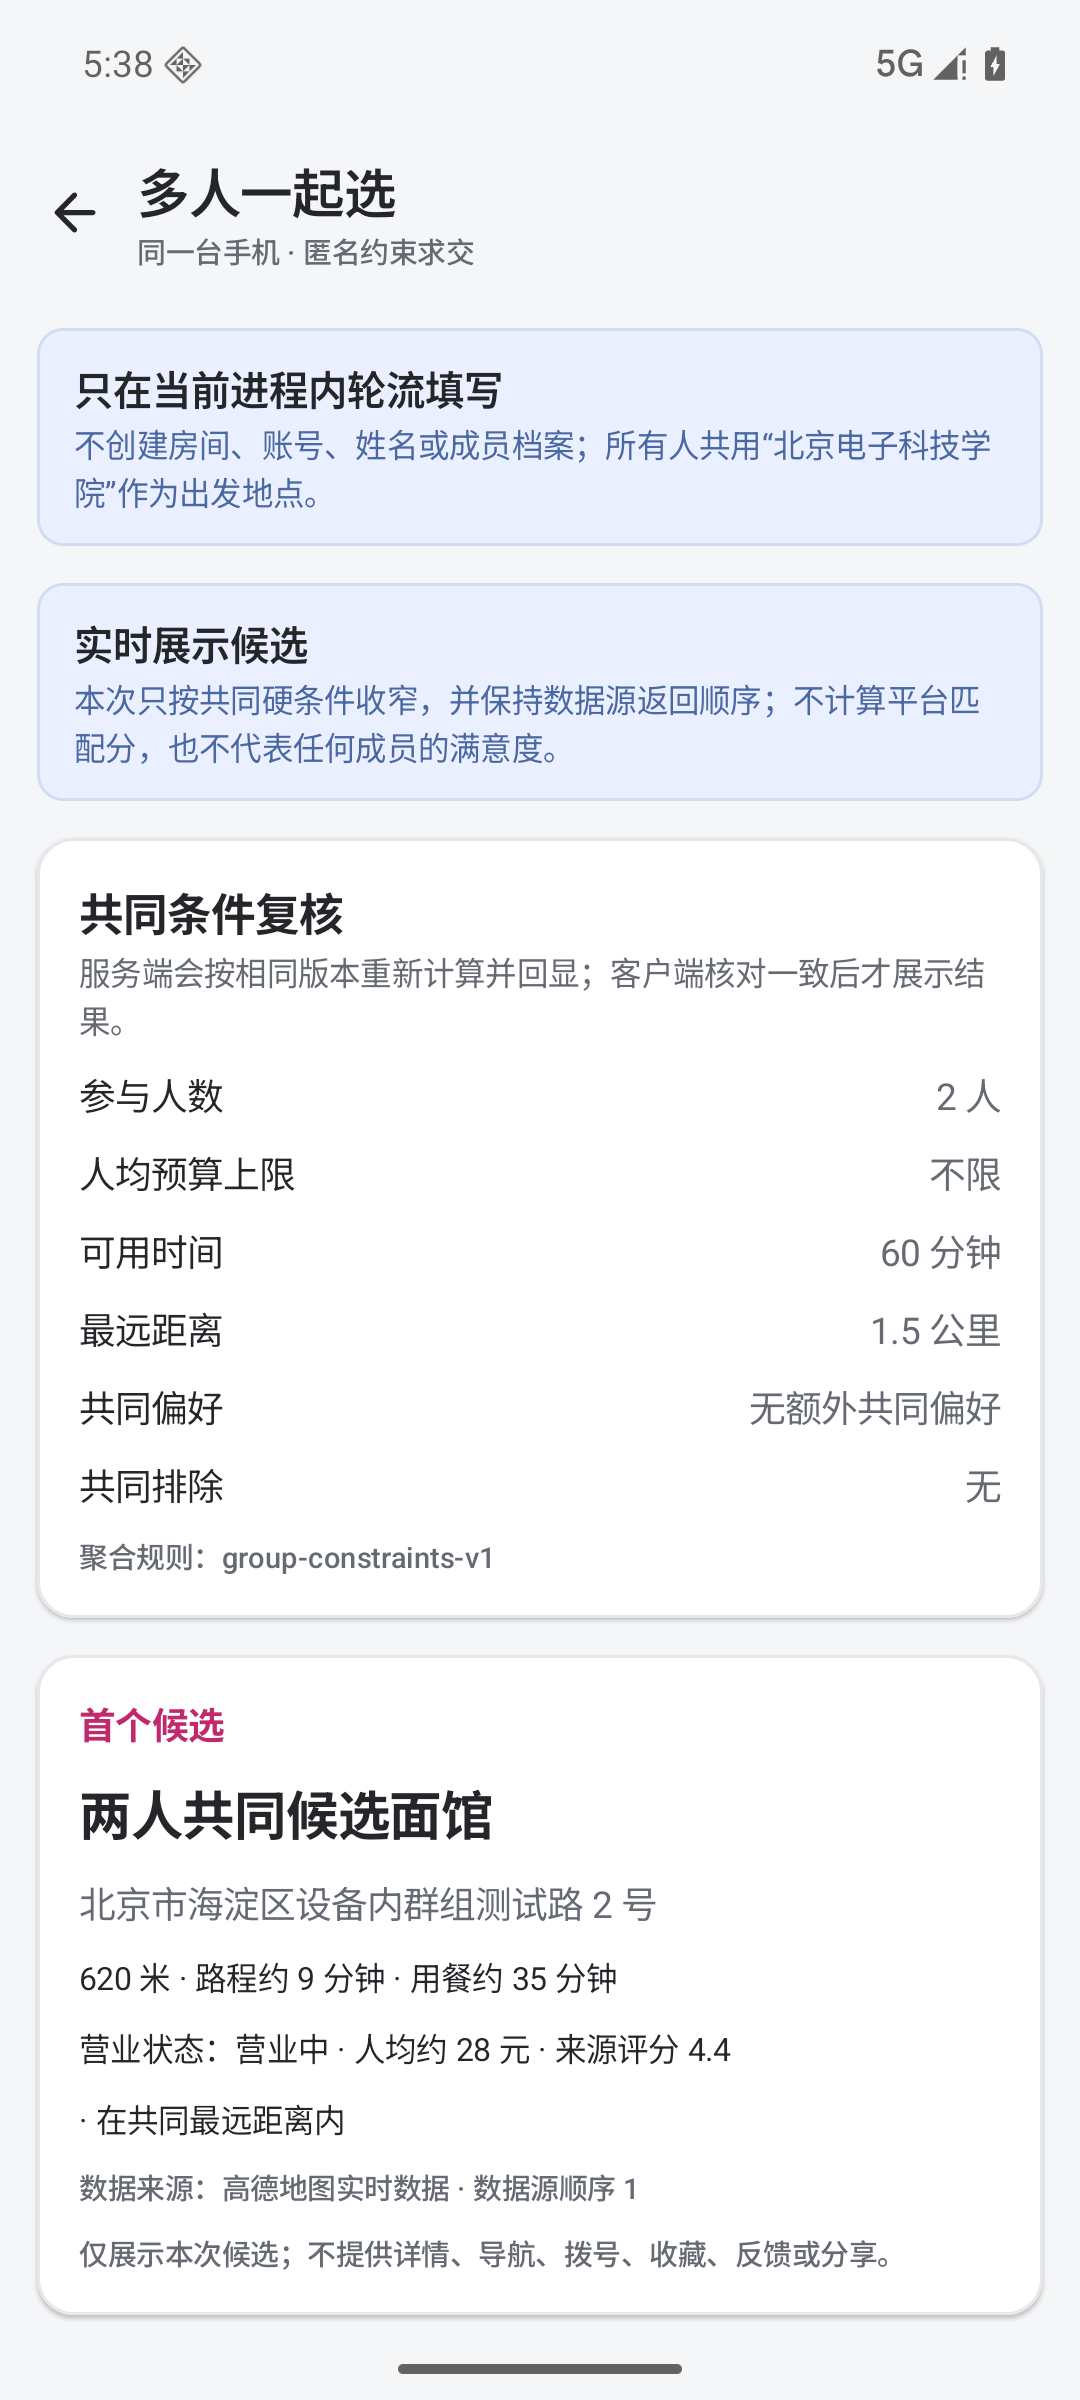 5:38
5G
多人一起选
同一台手机 · 匿名约束求交
只在当前进程内轮流填写
不创建房间、账号、姓名或成员档案；所有人共用“北京电子科技学
院”作为出发地点。
实时展示候选
本次只按共同硬条件收窄，并保持数据源返回顺序；不计算平台匹
配分，也不代表任何成员的满意度。
共同条件复核
服务端会按相同版本重新计算并回显；客户端核对一致后才展示结
果。
参与人数 2 人
人均预算上限 不限
可用时间 60 分钟
最远距离 1.5 公里
共同偏好 无额外共同偏好
共同排除 无
聚合规则：group-constraints-v1
首个候选
两人共同候选面馆
北京市海淀区设备内群组测试路 2 号
620 米 · 路程约 9 分钟 · 用餐约 35 分钟
营业状态：营业中 · 人均约 28 元 · 来源评分 4.4
· 在共同最远距离内
数据来源：高德地图实时数据 · 数据源顺序 1
仅展示本次候选；不提供详情、导航、拨号、收藏、反馈或分享。